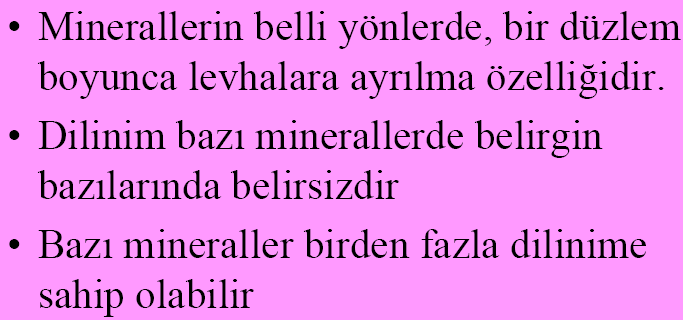 • Minerallerin belli yönlerde, bir düzlem
boyunca levhalara ayrılma özelliğidir.
• Dilinim bazı minerallerde belirgin
bazılarında belirsizdir
• Bazı mineraller birden fazla dilinime
sahip olabilir